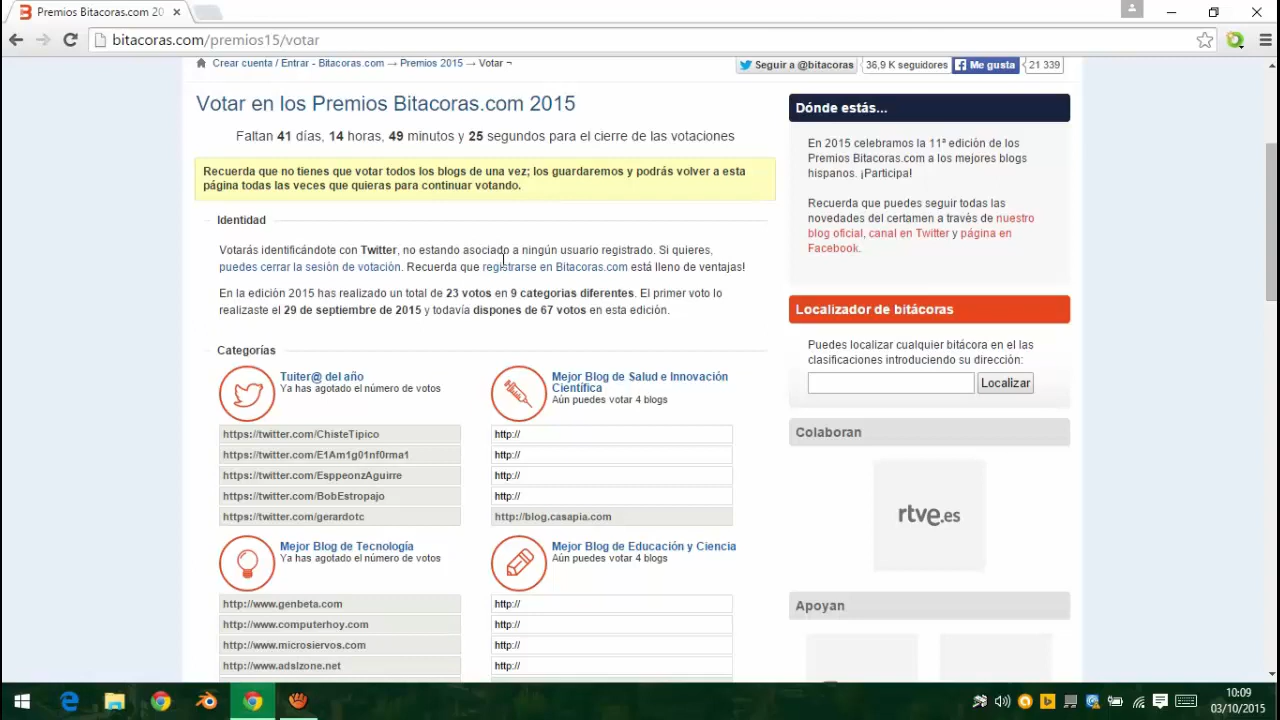 Premios Bitacoras.com 20
bitacoras.com/premios15/votar
Crear cuenta / Entrar - Bitacoras.com → Premios 2015 → Votar ¬
Seguir a @bitacoras
36,9 K seguidores
Me gusta
21 339
Votar en los Premios Bitacoras.com 2015
Faltan 41 días, 14 horas, 49 minutos y 25 segundos para el cierre de las votaciones
Recuerda que no tienes que votar todos los blogs de una vez; los guardaremos y podrás volver a esta
página todas las veces que quieras para continuar votando.
Identidad
Votarás identificándote con Twitter, no estando asociado a ningún usuario registrado. Si quieres,
puedes cerrar la sesión de votación. Recuerda que registrarse en Bitacoras.com está lleno de ventajas!
En la edición 2015 has realizado un total de 23 votos en 9 categorias diferentes. El primer voto lo
realizaste el 29 de septiembre de 2015 y todavía dispones de 67 votos en esta edición.
Categorías
Tuiter@ del año
Ya has agotado el número de votos
https://twitter.com/ChisteTipico
https://twitter.com/E1Am1g01nf0rma1
https://twitter.com/EsppeonzAguirre
https://twitter.com/BobEstropajo
https://twitter.com/gerardotc
Mejor Blog de Salud e Innovación
Científica
Aún puedes votar 4 blogs
http://
http://
http://
http://
http://blog.casapia.com
Mejor Blog de Tecnología
Ya has agotado el número de votos
http://www.genbeta.com
http://www.computerhoy.com
http://www.microsiervos.com
http://www.adslzone.net
Mejor Blog de Educación y Ciencia
Aún puedes votar 4 blogs
http://
http://
http://
http://
Dónde estás...
En 2015 celebramos la 11ª edición de los
Premios Bitacoras.com a los mejores blogs
hispanos. ¡Participa!
Recuerda que puedes seguir todas las
novedades del certamen a través de nuestro
blog oficial, canal en Twitter y página en
Facebook.
Localizador de bitácoras
Puedes localizar cualquier bitácora en el las
clasificaciones introduciendo su dirección:
Localizar
Colaboran
rtve.es
Apoyan
10:09
03/10/2015